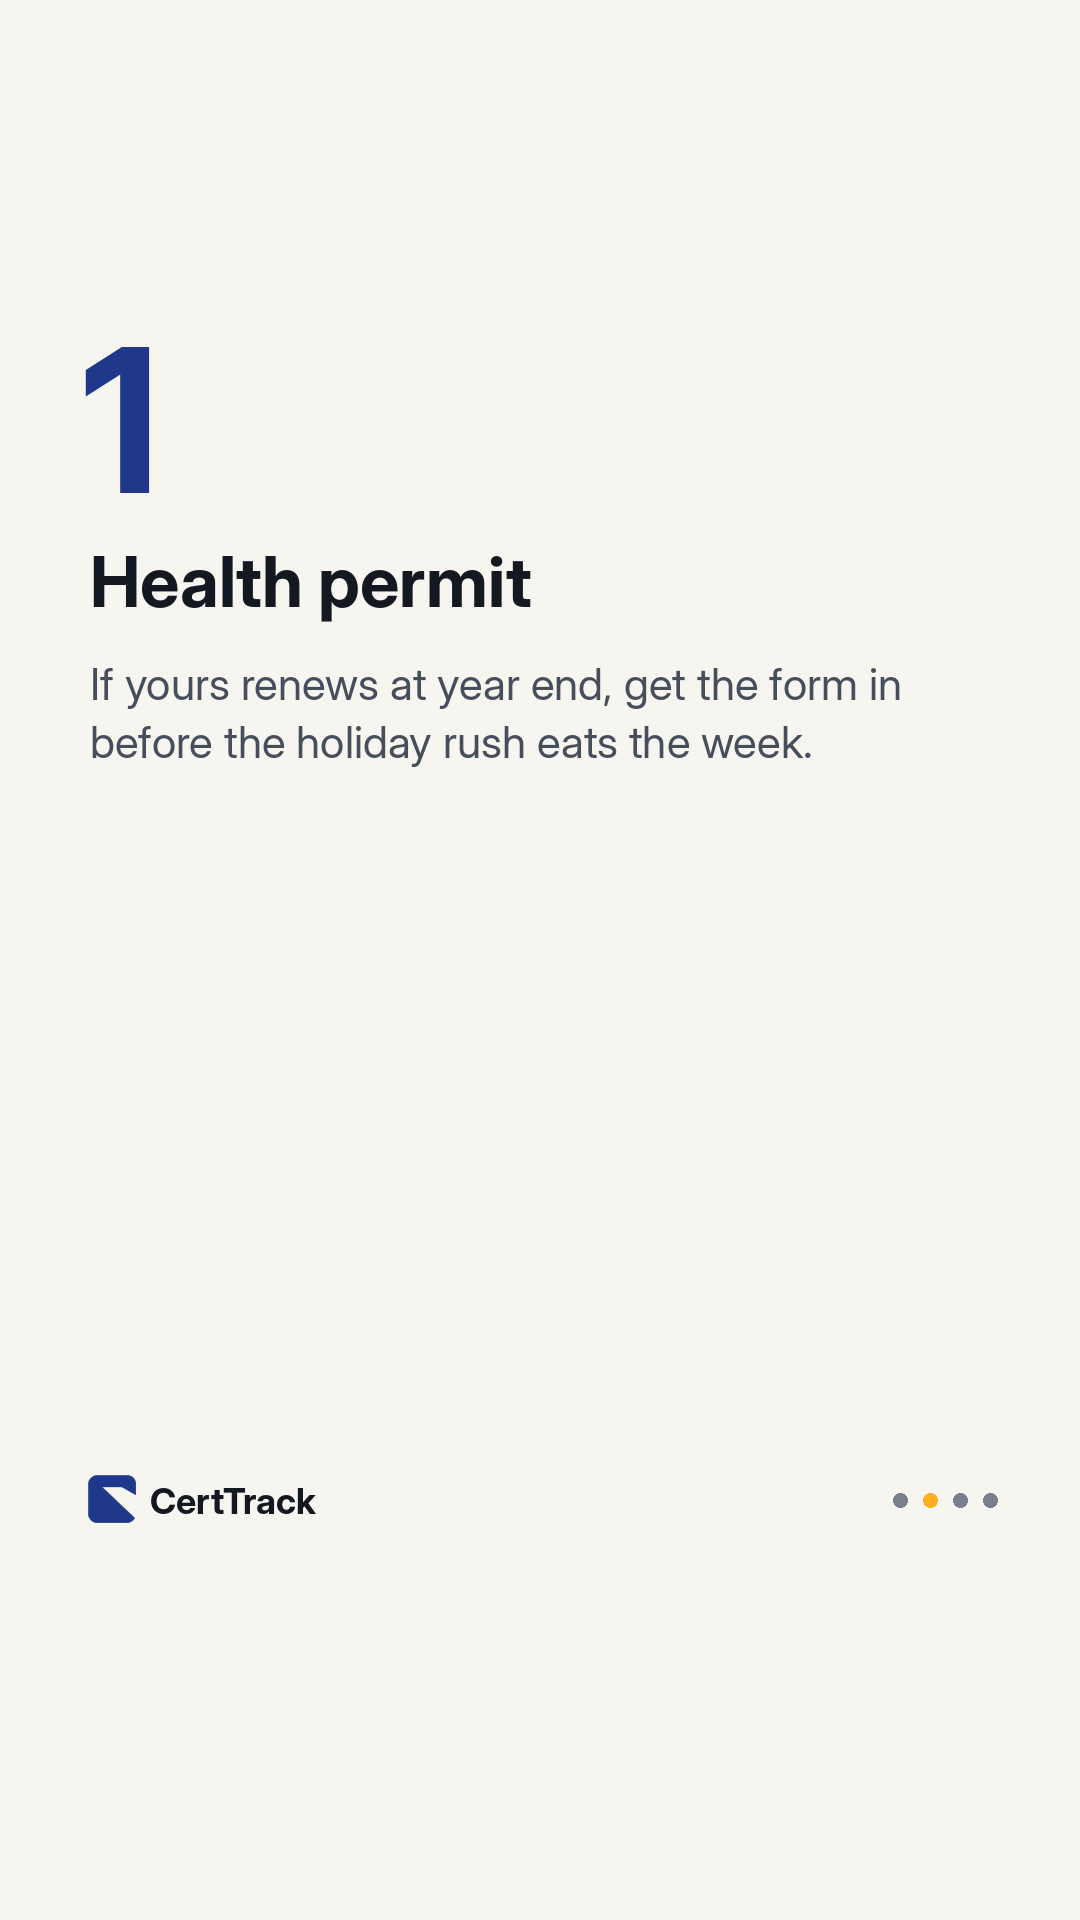 1
Health permit
If yours renews at year end, get the form in
before the holiday rush eats the week.
CertTrack